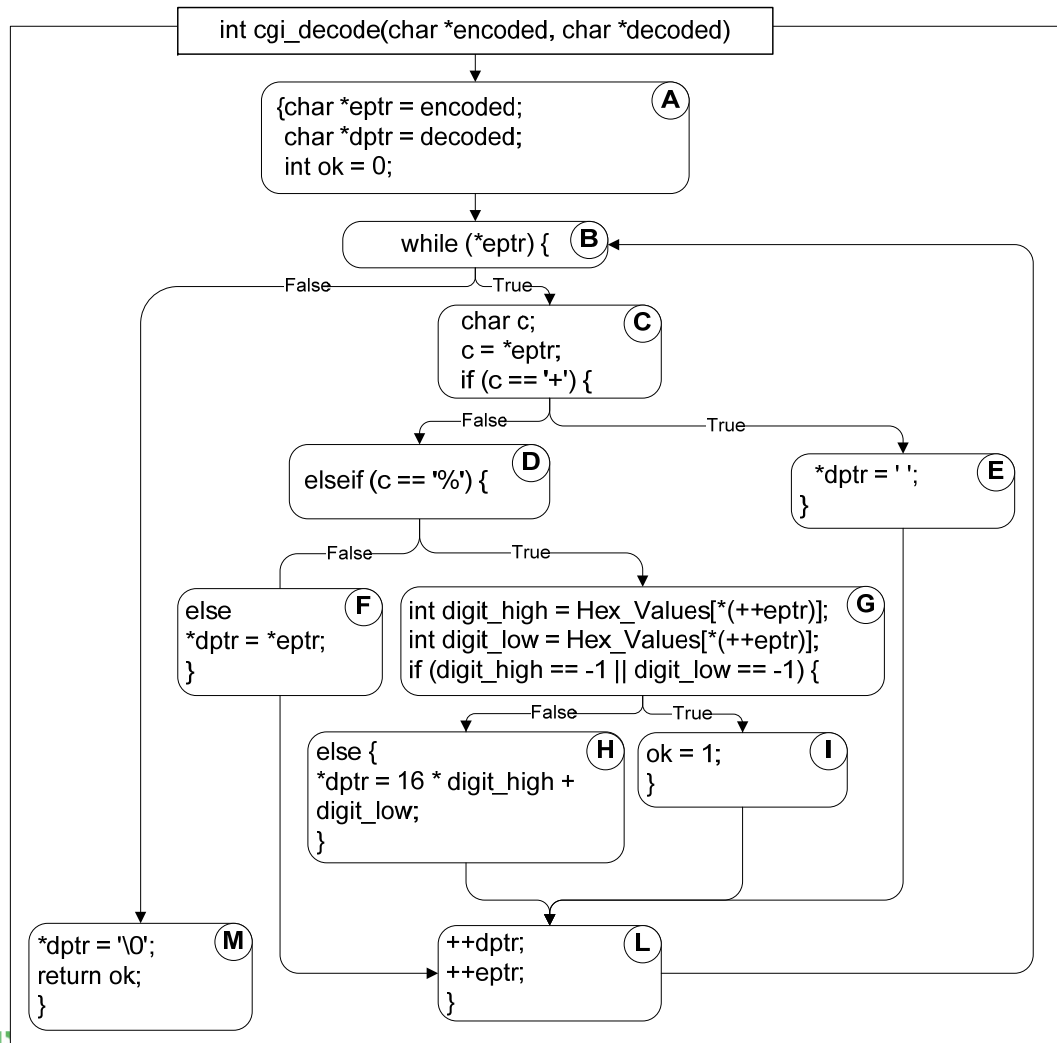 int cgi_decode(char *encoded, char *decoded)
A
{char *eptr = encoded;
char *dptr = decoded;
int ok = 0;
while (*eptr) {
B
False
True
char c;
C
c = *eptr;
if (c == '+') {
False
True
elseif (c == '%') {
D
*dptr = ' ';
E
}
False
True
else
F
*dptr = *eptr;
}
int digit_high = Hex_Values[*(++eptr)];
G
int digit_low = Hex_Values[*(++eptr)];
if (digit_high == -1 || digit_low == -1) {
False
True
else {
H
*dptr = 16 * digit_high +
digit_low;
}
ok = 1;
I
}
*dptr = '\0';
M
return ok;
}
++dptr;
L
++eptr;
}